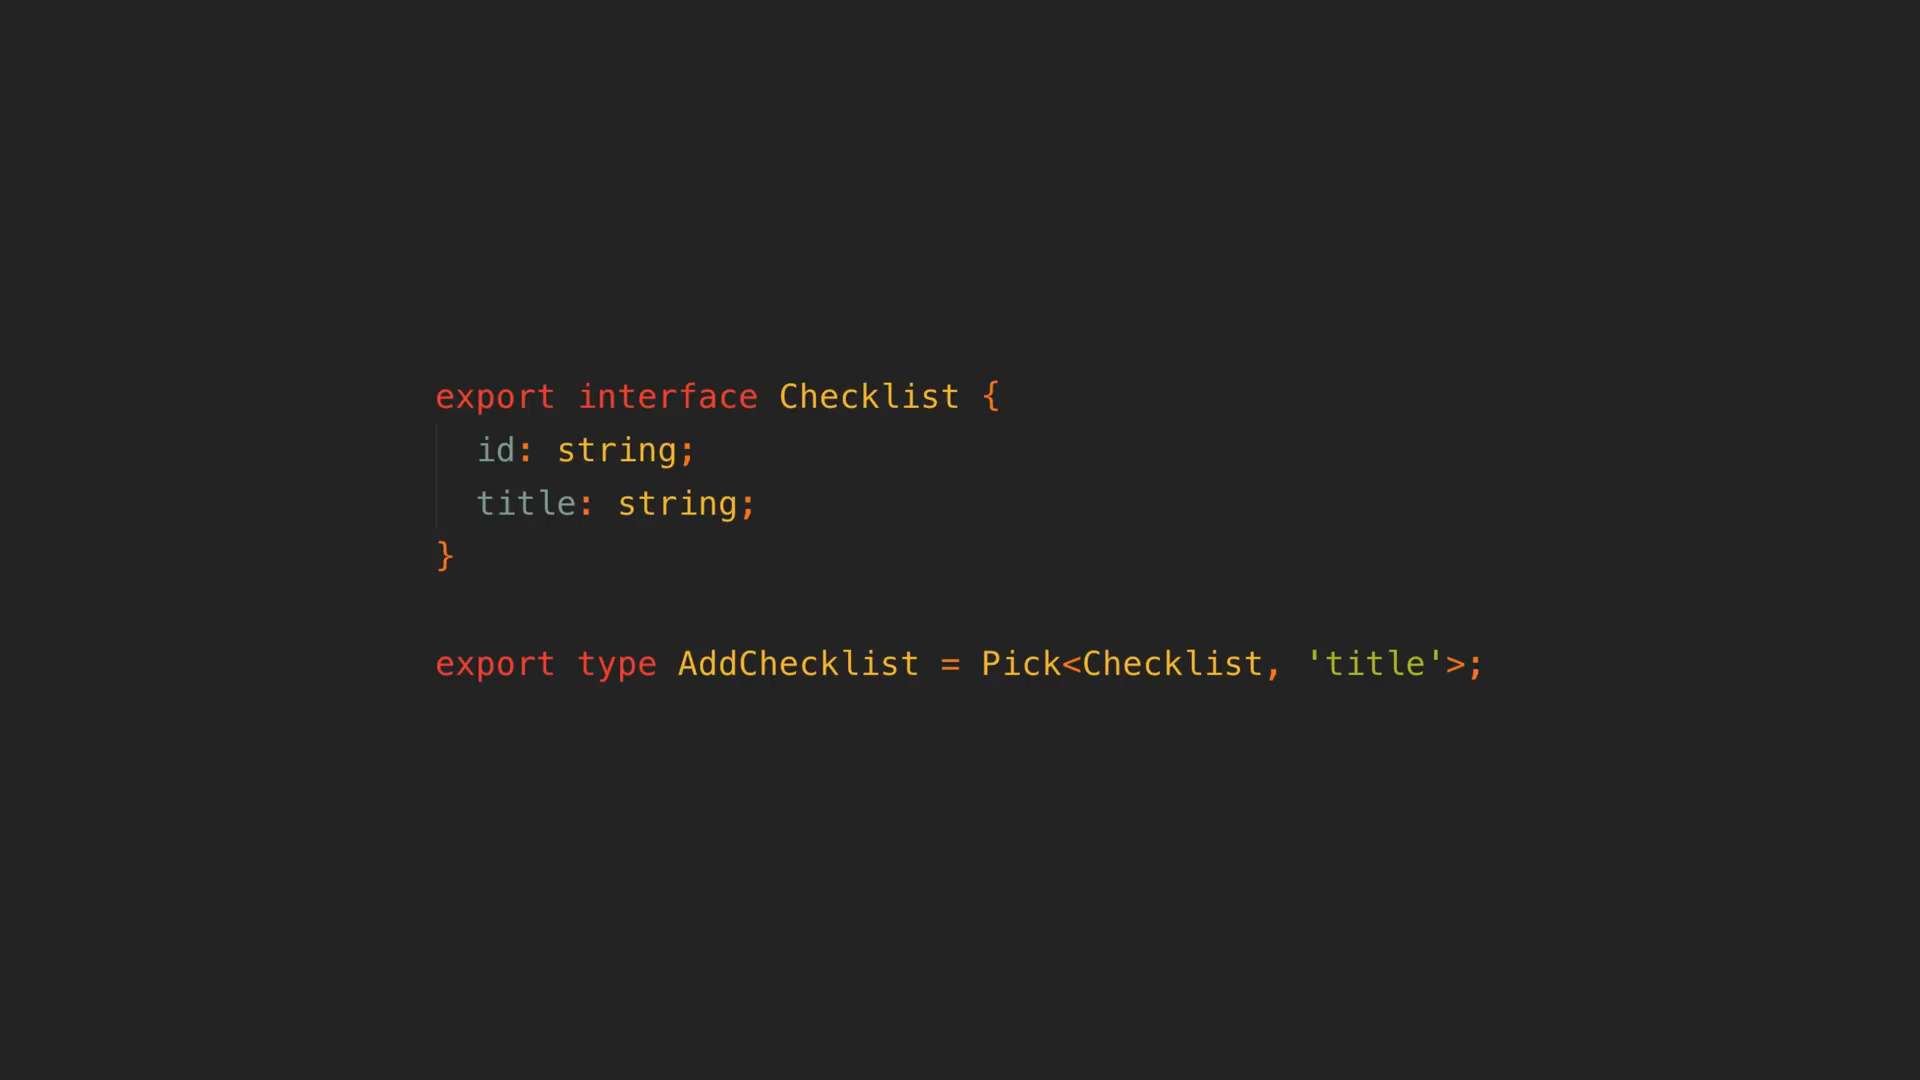 export interface Checklist {
  id: string;
  title: string;
}
export type AddChecklist = Pick<Checklist, 'title'>;